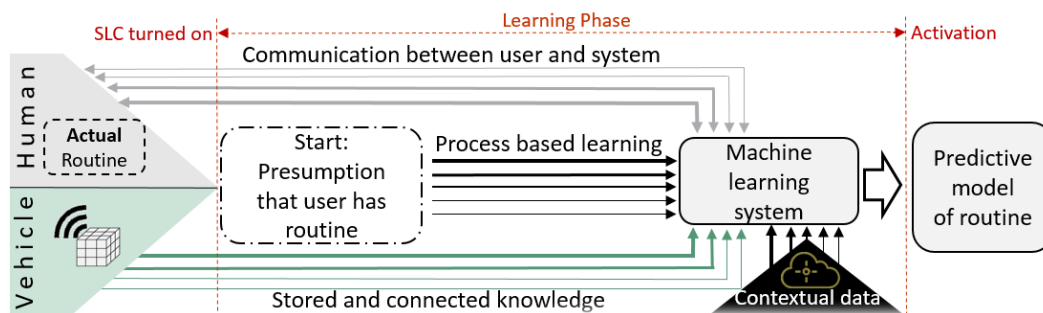 Learning Phase
SLC turned on
Activation
Communication between user and system
Human
Actual
Routine
Start:
Presumption
that user has
routine
Process based learning
Machine
learning
system
Predictive
model
of routine
Vehicle
Stored and connected knowledge
Contextual data